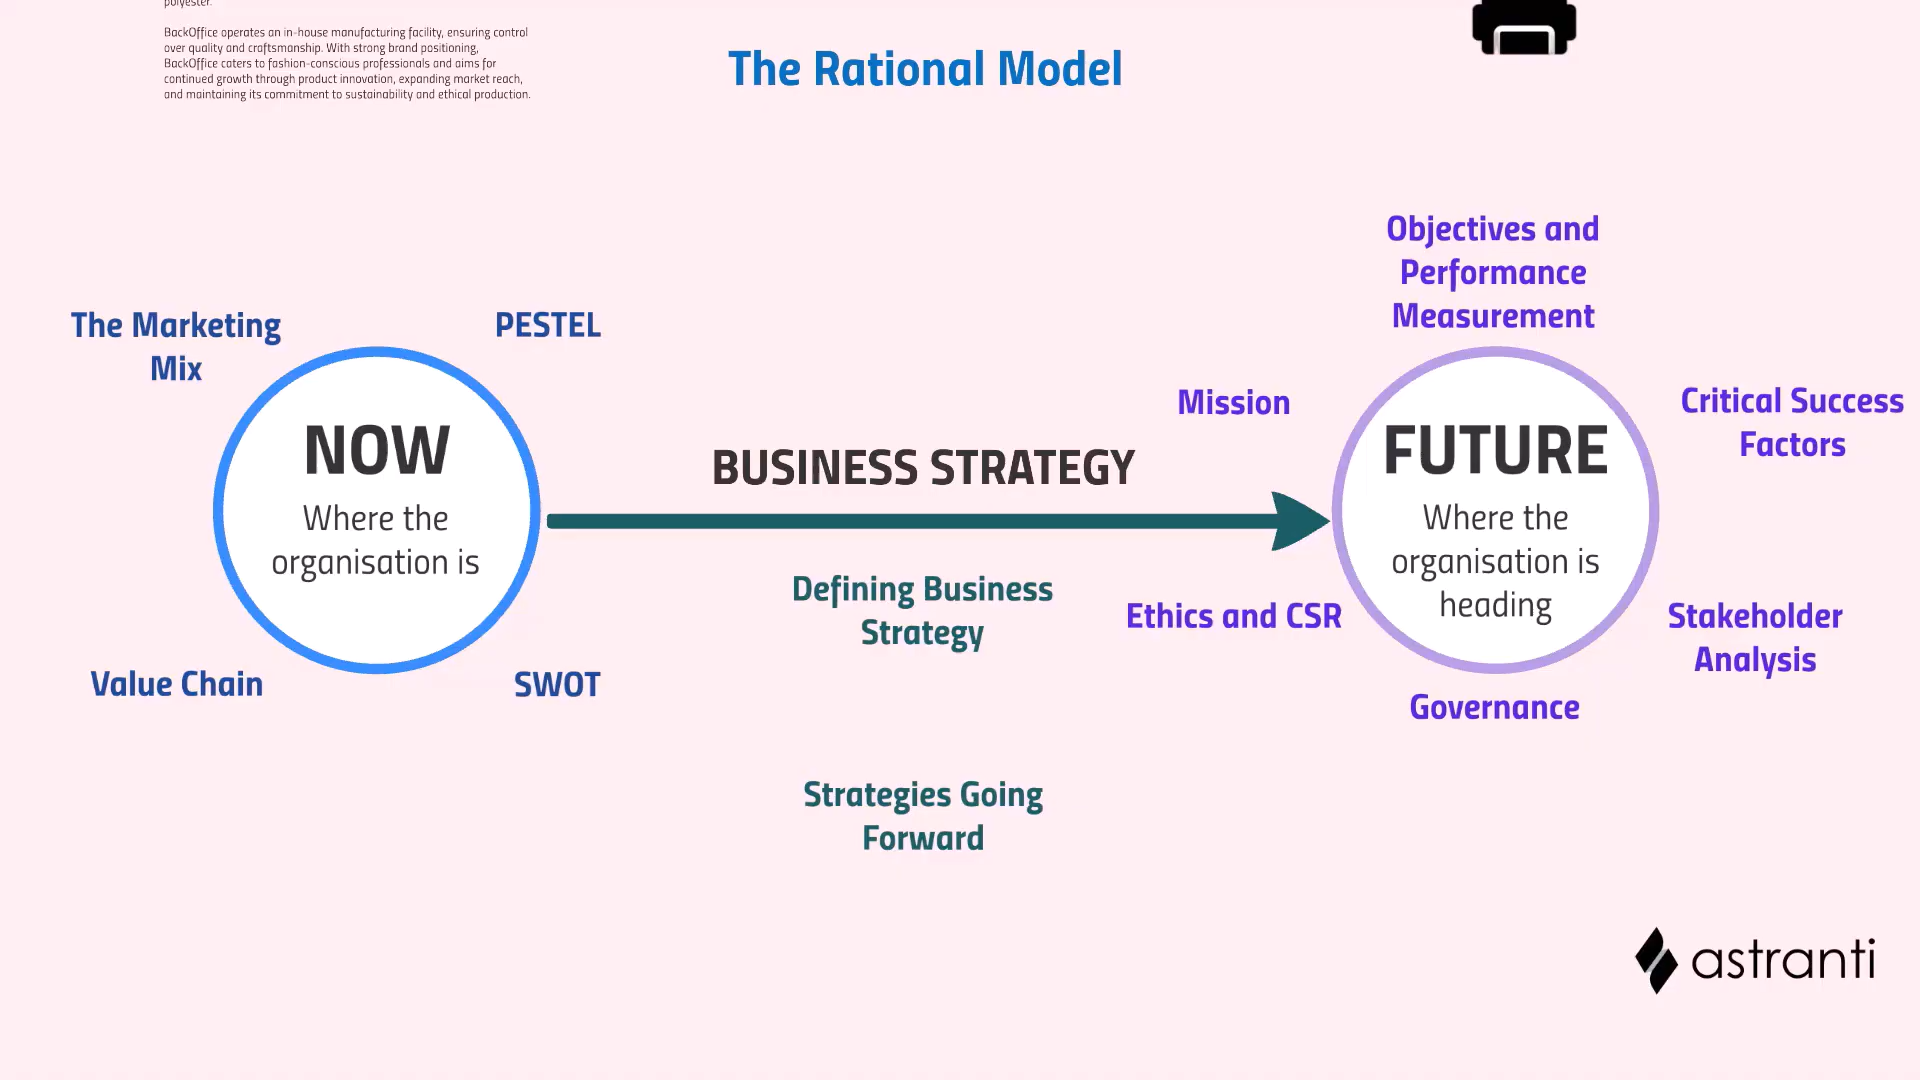 polyester.
BackOffice operates an in-house manufacturing facility, ensuring control
over quality and craftsmanship. With strong brand positioning,
BackOffice caters to fashion-conscious professionals and aims for
continued growth through product innovation, expanding market reach,
and maintaining its commitment to sustainability and ethical production.
The Rational Model
The Marketing
Mix
PESTEL
NOW
Where the
organisation is
Value Chain
SWOT
BUSINESS STRATEGY
Defining Business
Strategy
Strategies Going
Forward
Objectives and
Performance
Measurement
Mission
Critical Success
Factors
FUTURE
Where the
organisation is
heading
Ethics and CSR
Stakeholder
Analysis
Governance
astranti